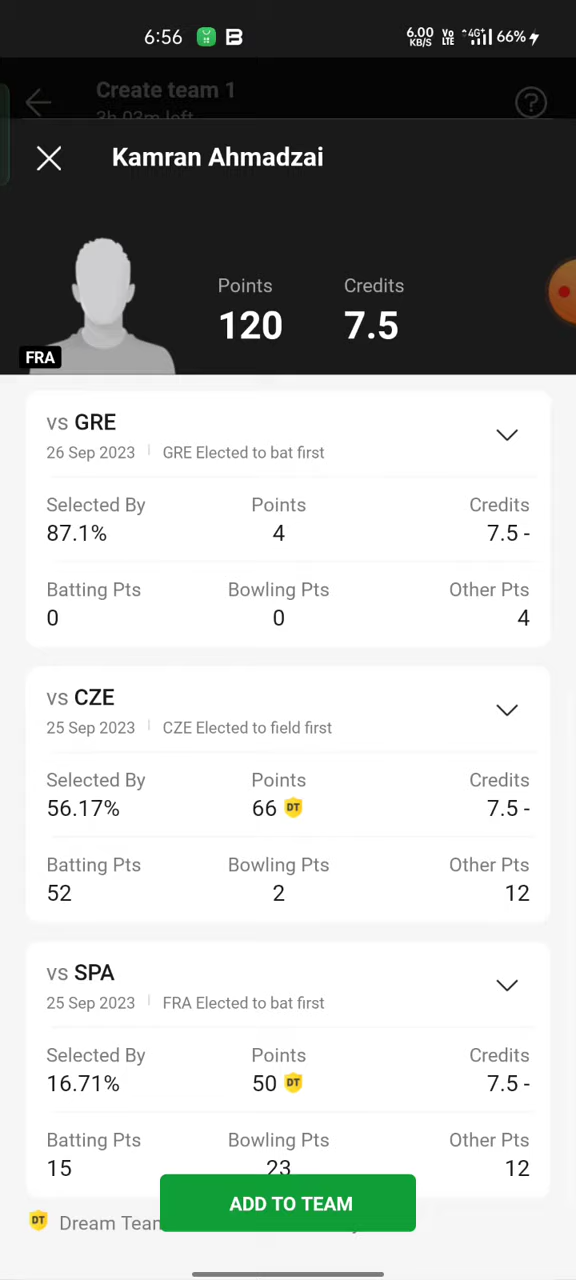 6:56 6.00 KB/S Vo LTE 4G+ 66%
Create team 1
3h 03m left
Kamran Ahmadzai
Points Credits
120 7.5
FRA
vs GRE
26 Sep 2023 GRE Elected to bat first
Selected By Points Credits
87.1% 4 7.5 -
Batting Pts Bowling Pts Other Pts
0 0 4
vs CZE
25 Sep 2023 CZE Elected to field first
Selected By Points Credits
56.17% 66 DT 7.5 -
Batting Pts Bowling Pts Other Pts
52 2 12
vs SPA
25 Sep 2023 FRA Elected to bat first
Selected By Points Credits
16.71% 50 DT 7.5 -
Batting Pts Bowling Pts Other Pts
15 23 12
ADD TO TEAM
DT Dream Team